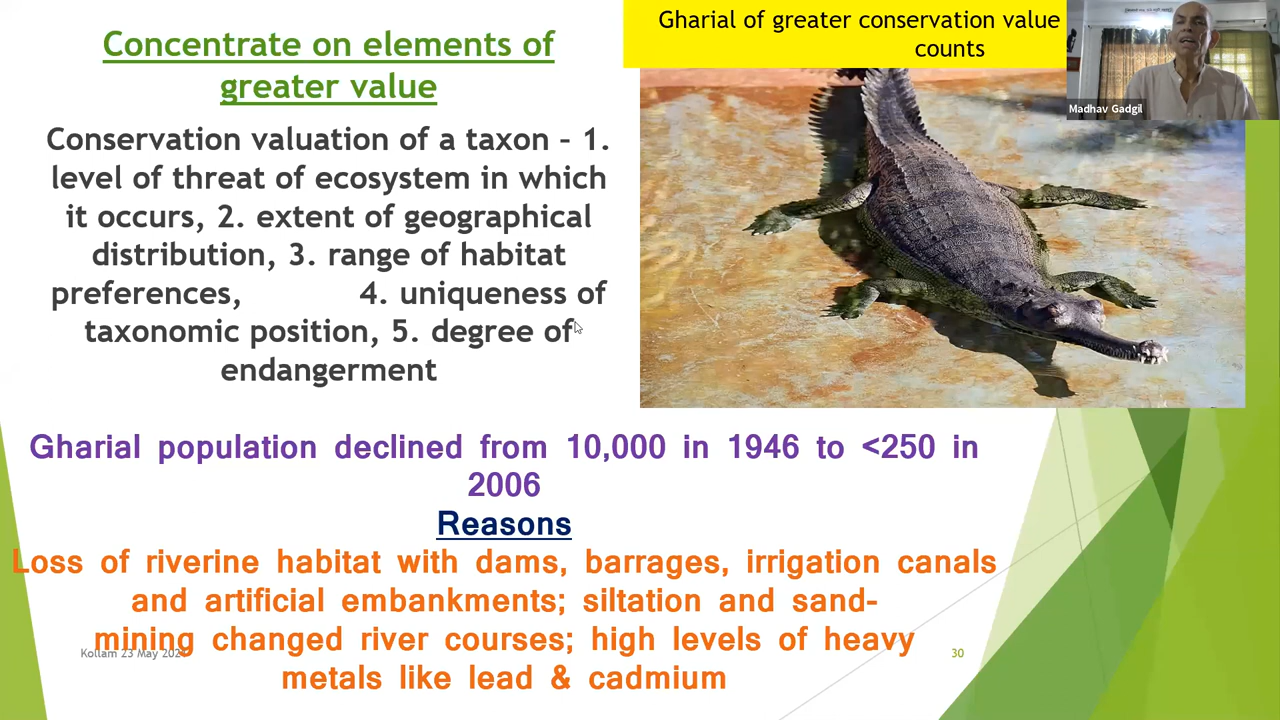 Concentrate on elements of
greater value
Conservation valuation of a taxon – 1.
level of threat of ecosystem in which
it occurs, 2. extent of geographical
distribution, 3. range of habitat
preferences, 4. uniqueness of
taxonomic position, 5. degree of
endangerment
Gharial of greater conservation value
counts
Madhav Gadgil
Gharial population declined from 10,000 in 1946 to <250 in
2006
Reasons
Loss of riverine habitat with dams, barrages, irrigation canals
and artificial embankments; siltation and sand-
mining changed river courses; high levels of heavy
metals like lead & cadmium
Kollam 23 May
30